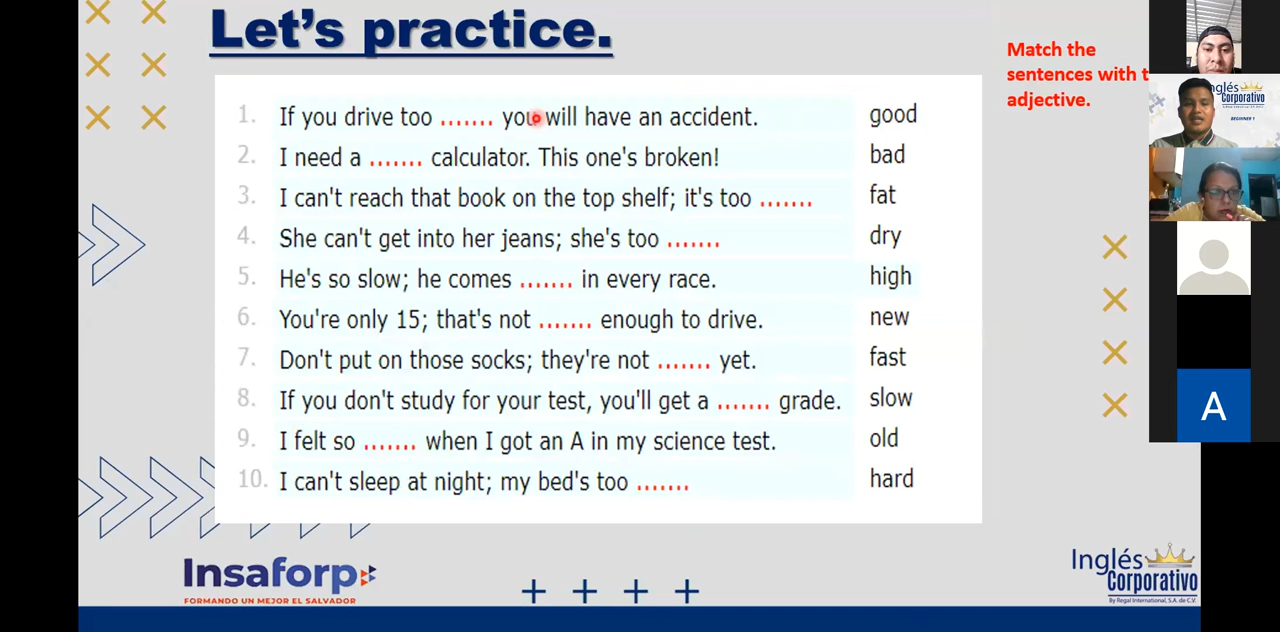 Let's practice.
Match the
sentences with t
adjective.
1. If you drive too ....... you will have an accident.
good
2. I need a ....... calculator. This one's broken!
bad
3. I can't reach that book on the top shelf; it's too .......
fat
4. She can't get into her jeans; she's too .......
dry
5. He's so slow; he comes ....... in every race.
high
6. You're only 15; that's not ....... enough to drive.
new
7. Don't put on those socks; they're not ....... yet.
fast
8. If you don't study for your test, you'll get a ....... grade.
slow
9. I felt so ....... when I got an A in my science test.
old
10. I can't sleep at night; my bed's too .......
hard
Insaforp
FORMANDO UN MEJOR EL SALVADOR
Inglés
Corporativo
By Regal International, S.A. de C.V.
nglés
Corporativo
BEGINNER 1
A